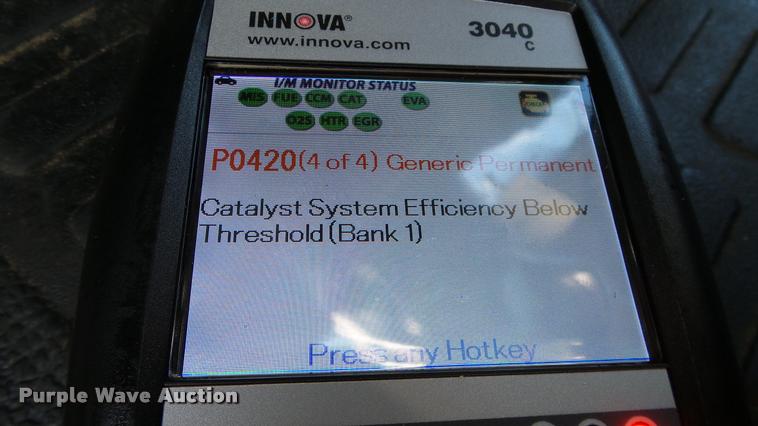 INNOVA®
www.innova.com
3040
C
I/M MONITOR STATUS
MIS FUE CCM CAT EVA
O2S HTR EGR
P0420(4 of 4) Generic Permanent
Catalyst System Efficiency Below
Threshold(Bank 1)
Press any Hotkey
Purple Wave Auction